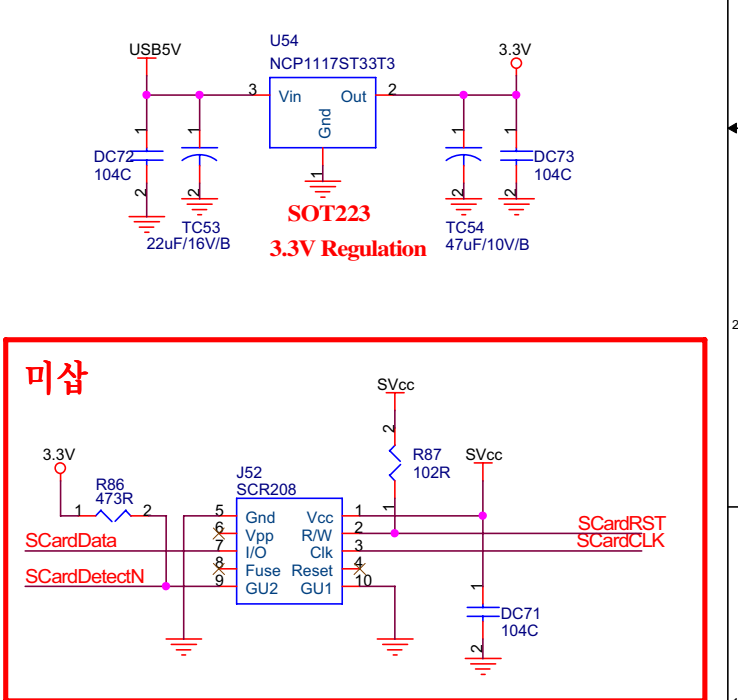 USB5V
U54
NCP1117ST33T3
3.3V
3
Vin
Out
2
Gnd
1
1
1
1
1
DC72
104C
2
2
TC53
22uF/16V/B
SOT223
3.3V Regulation
2
2
TC54
47uF/10V/B
DC73
104C
2
미삽
SVcc
2
R87
102R
1
SVcc
3.3V
R86
473R
1
2
J52
SCR208
5
Gnd
Vcc
1
6
Vpp
R/W
2
SCardRST
SCardData
7
I/O
Clk
3
SCardCLK
8
Fuse
Reset
4
SCardDetectN
9
GU2
GU1
10
1
DC71
104C
2